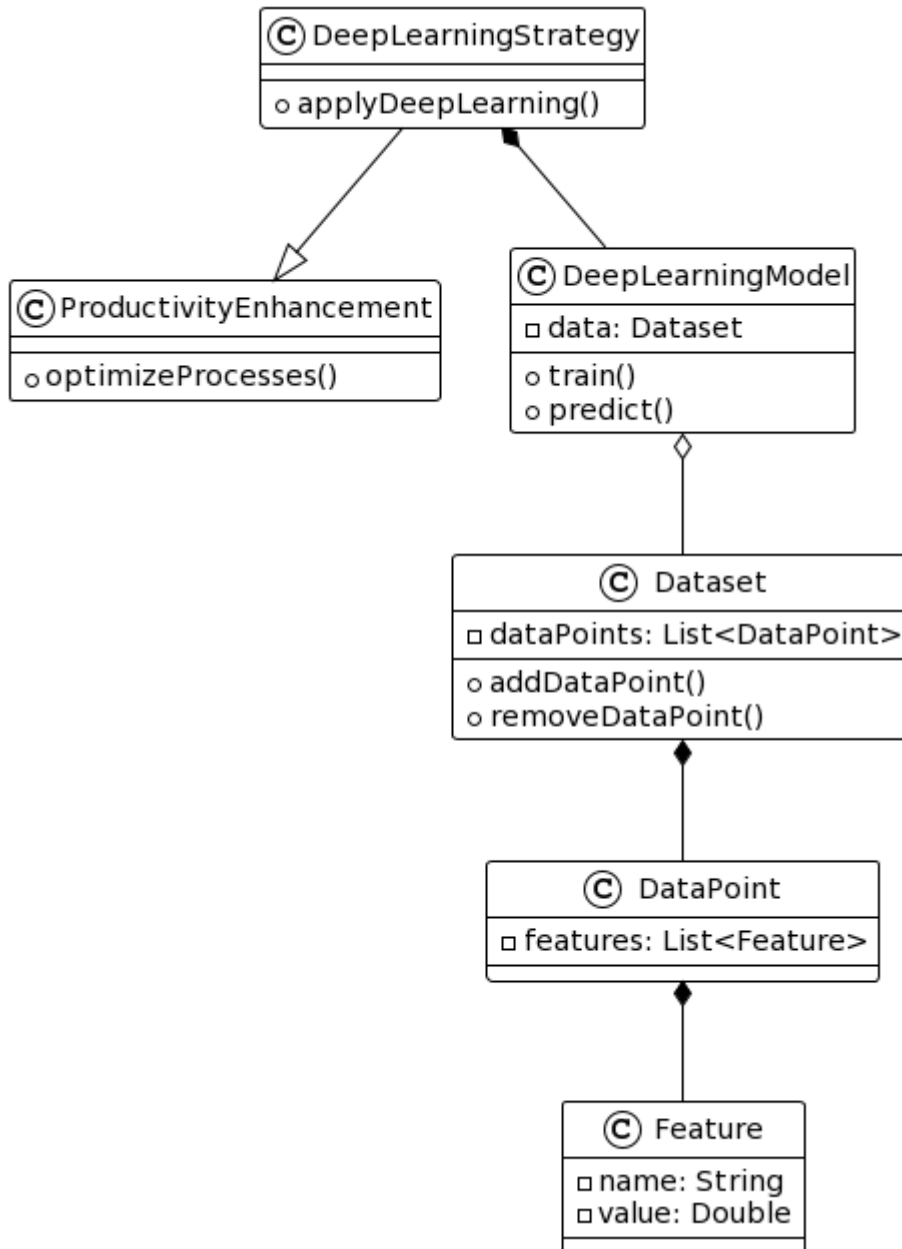 C DeepLearningStrategy
applyDeepLearning()
C ProductivityEnhancement
optimizeProcesses()
C DeepLearningModel
data: Dataset
train()
predict()
C Dataset
dataPoints: List<DataPoint>
addDataPoint()
removeDataPoint()
C DataPoint
features: List<Feature>
C Feature
name: String
value: Double